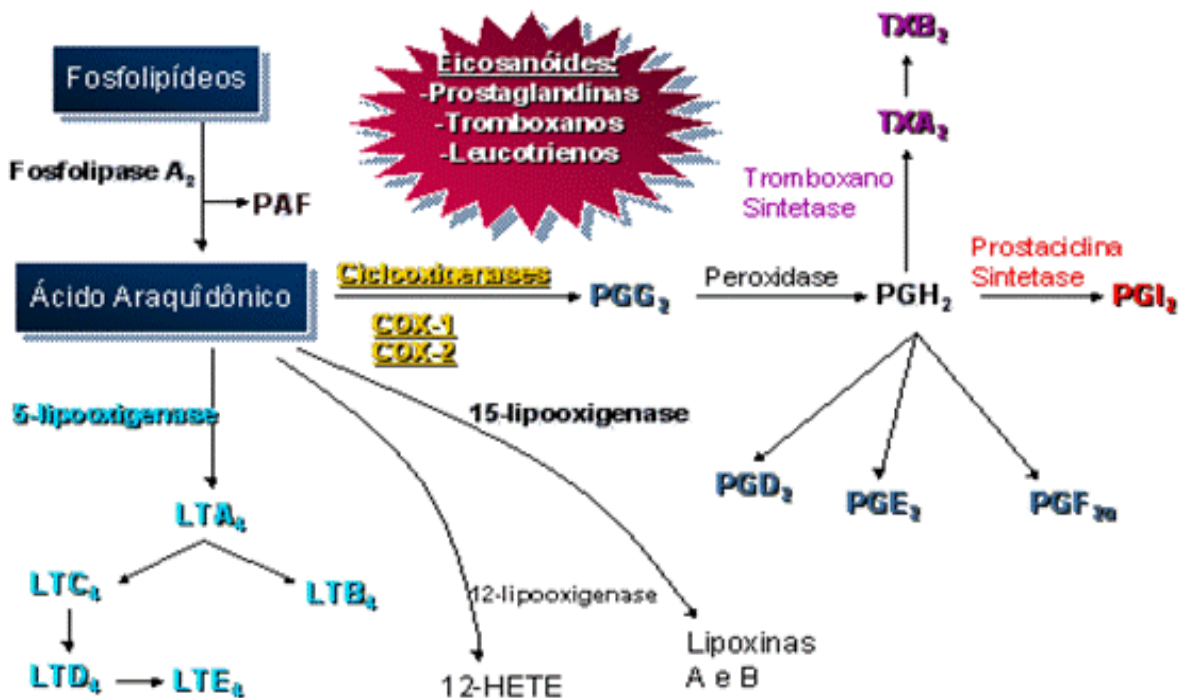 TXB₂
Eicosanóides:
-Prostaglandinas
-Tromboxanos
-Leucotrienos
Fosfolipídeos
TXA₂
Fosfolipase A₂
PAF
Tromboxano
Sintetase
Prostaciclina
Sintetase
Ácido Araquidônico
Ciclooxigenases
PGG₂
Peroxidase
PGH₂
PGI₂
COX-1
COX-2
5-lipooxigenase
15-lipooxigenase
PGD₂
PGE₂
PGF₂α
LTA₄
LTC₄
LTB₄
12-lipooxigenase
Lipoxinas
A e B
LTD₄
LTE₄
12-HETE